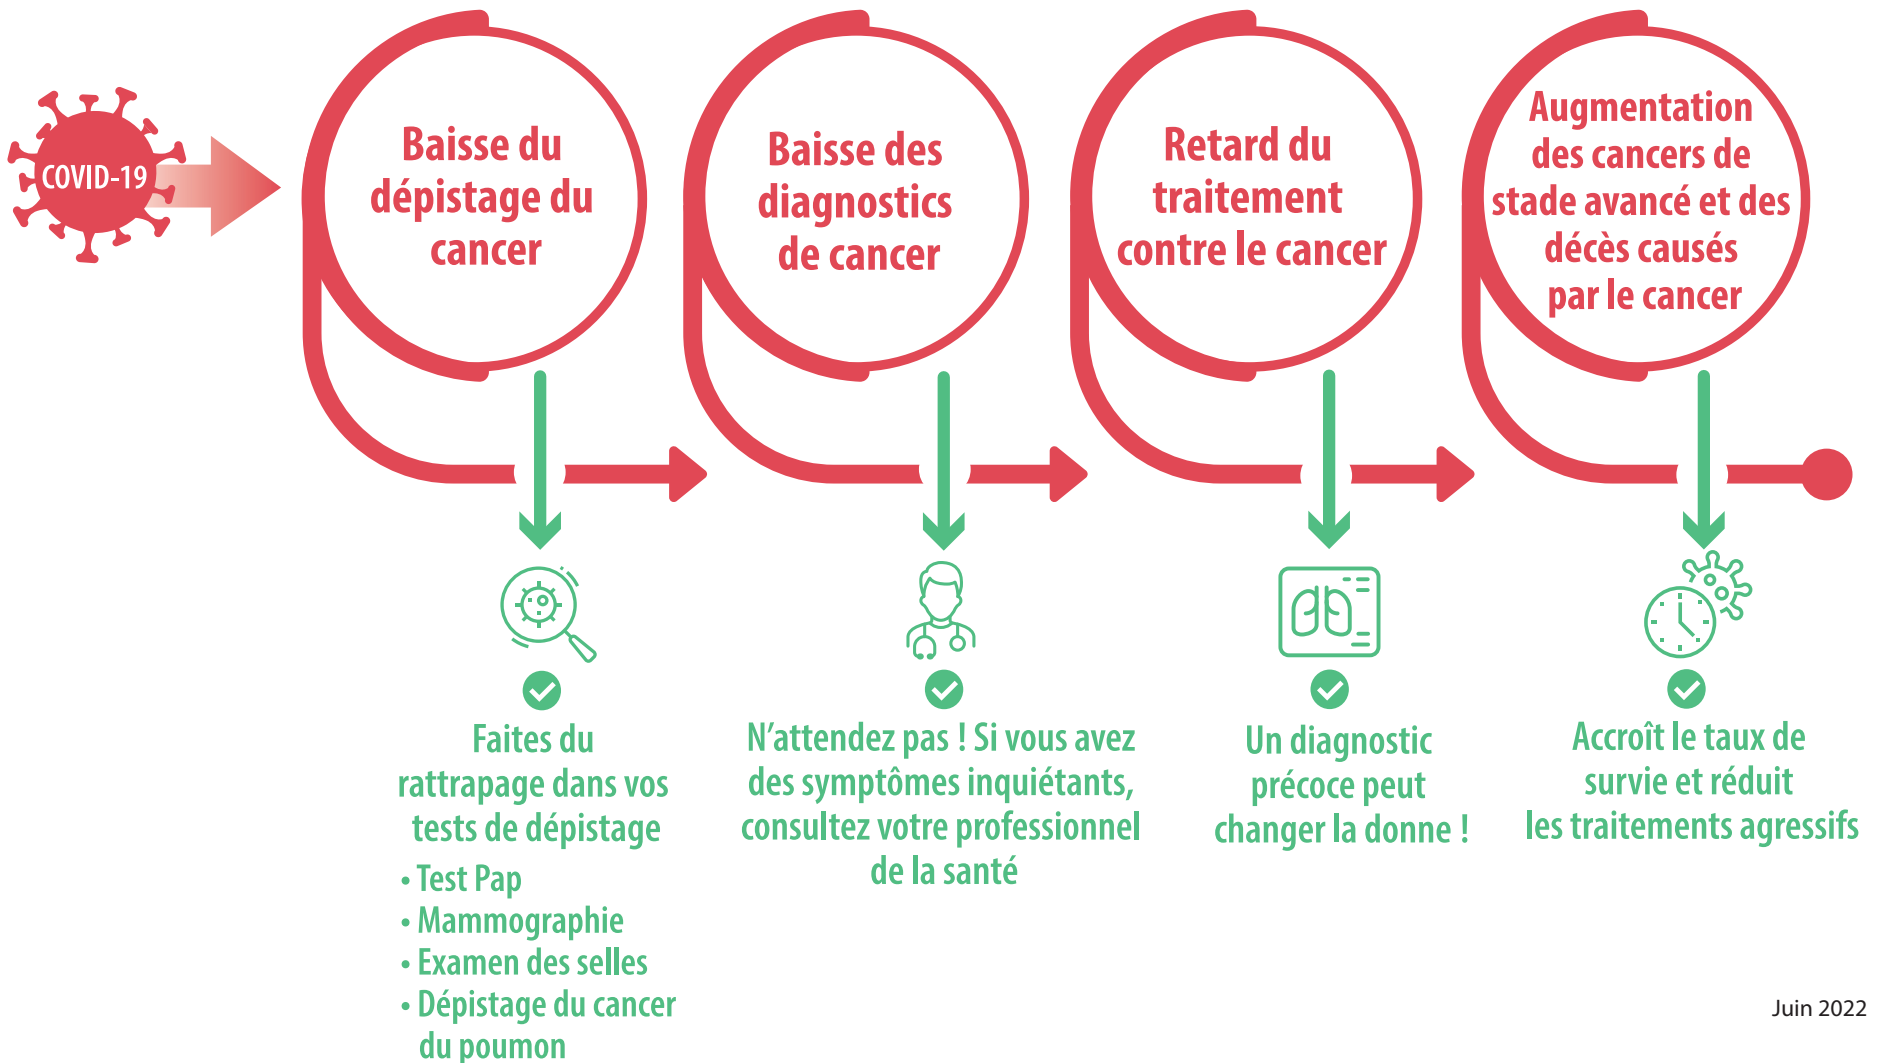 COVID-19
Baisse du
dépistage du
cancer
Baisse des
diagnostics
de cancer
Retard du
traitement
contre le cancer
Augmentation
des cancers de
stade avancé et des
décès causés
par le cancer
Faites du
rattrapage dans vos
tests de dépistage
• Test Pap
• Mammographie
• Examen des selles
• Dépistage du cancer
du poumon
N’attendez pas ! Si vous avez
des symptômes inquiétants,
consultez votre professionnel
de la santé
Un diagnostic
précoce peut
changer la donne !
Accroît le taux de
survie et réduit
les traitements agressifs
Juin 2022